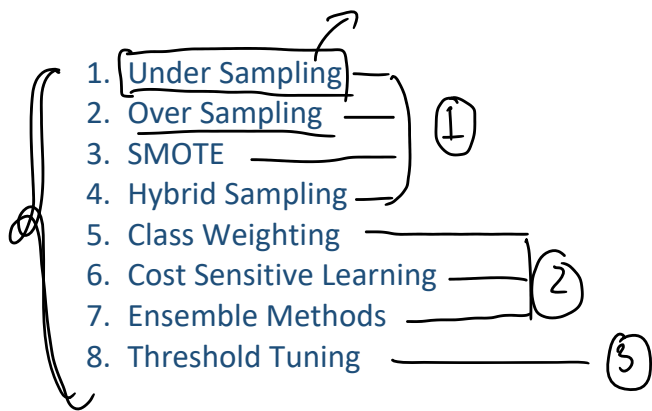 1. Under Sampling
2. Over Sampling
1
3. SMOTE
4. Hybrid Sampling
5. Class Weighting
6. Cost Sensitive Learning
2
7. Ensemble Methods
8. Threshold Tuning
3